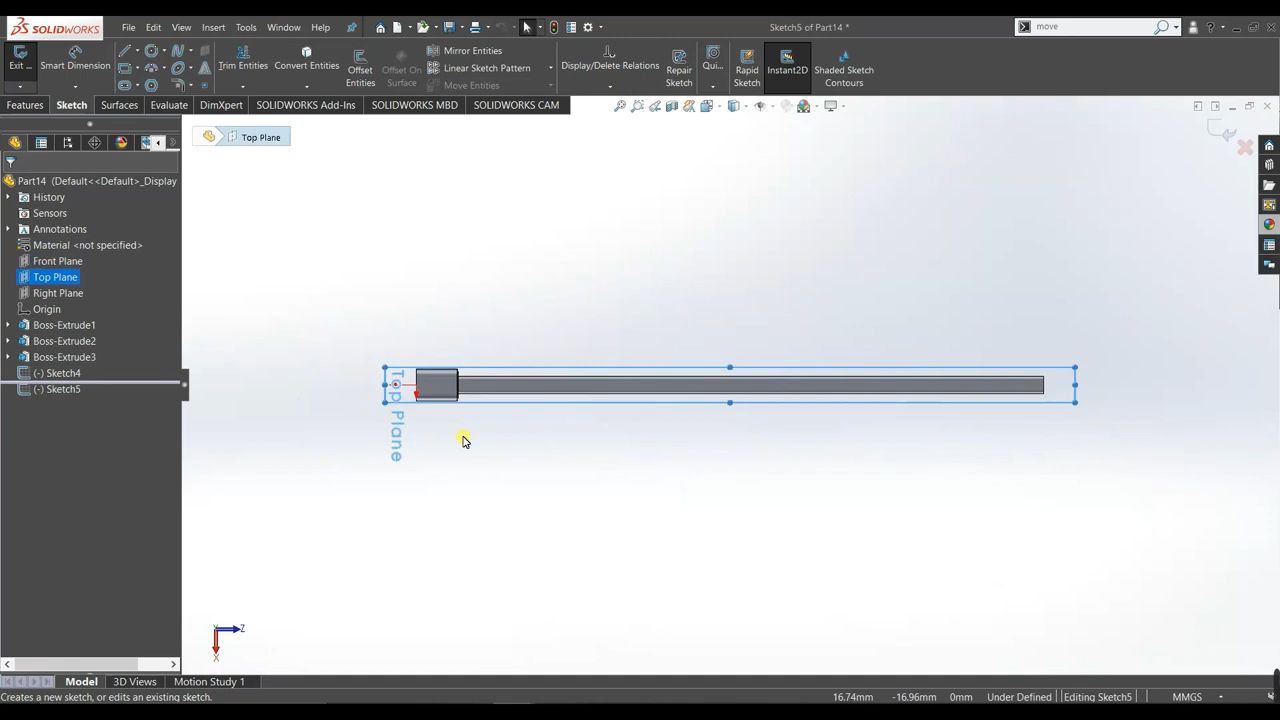 SOLIDWORKS
File Edit View Insert Tools Window Help
Sketch5 of Part14 *
move
Exit ...
Smart Dimension
Trim Entities
Convert Entities
Offset Entities
Offset On Surface
Mirror Entities
Linear Sketch Pattern
Move Entities
Display/Delete Relations
Repair Sketch
Qui...
Rapid Sketch
Instant2D
Shaded Sketch Contours
Features Sketch Surfaces Evaluate DimXpert SOLIDWORKS Add-Ins SOLIDWORKS MBD SOLIDWORKS CAM
Top Plane
Part14 (Default<<Default>_Display
History
Sensors
Annotations
Material <not specified>
Front Plane
Top Plane
Right Plane
Origin
Boss-Extrude1
Boss-Extrude2
Boss-Extrude3
(-) Sketch4
(-) Sketch5
Top Plane
Y
Z
X
Model 3D Views Motion Study 1
Creates a new sketch, or edits an existing sketch.
16.74mm -16.96mm 0mm Under Defined Editing Sketch5 MMGS